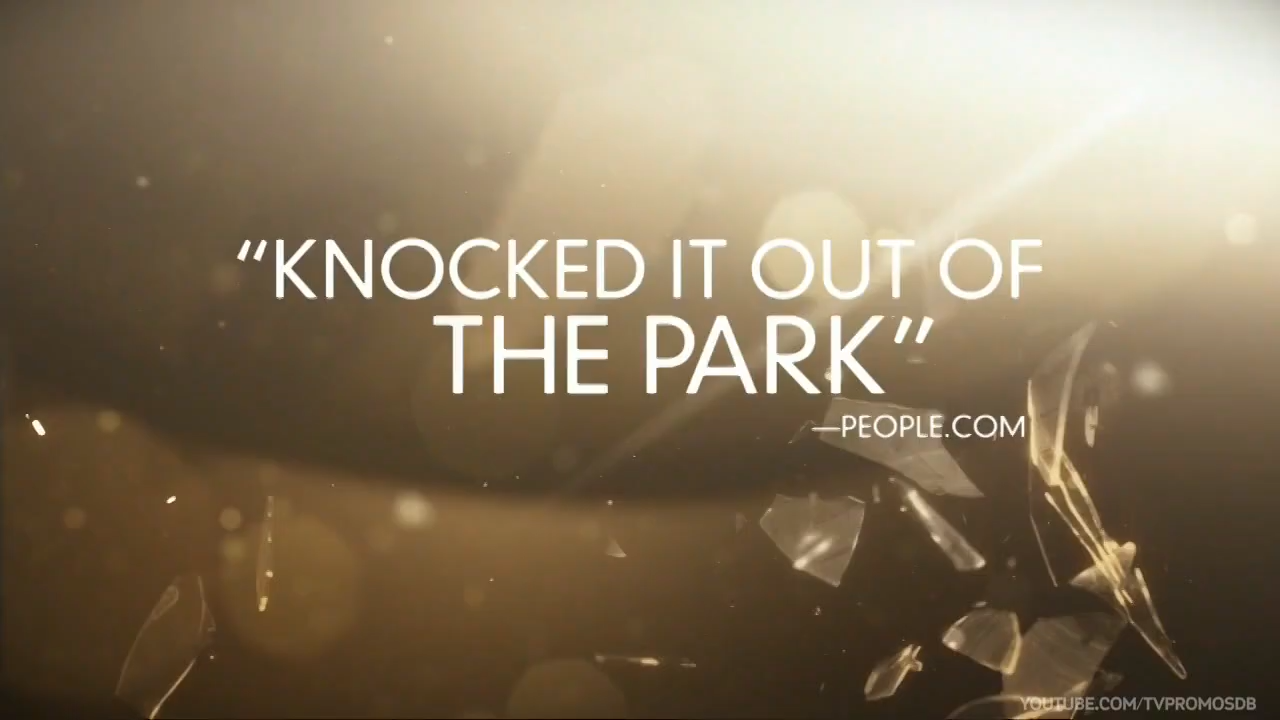 “KNOCKED IT OUT OF
THE PARK”
—PEOPLE.COM
YOUTUBE.COM/TVPROMOSDB